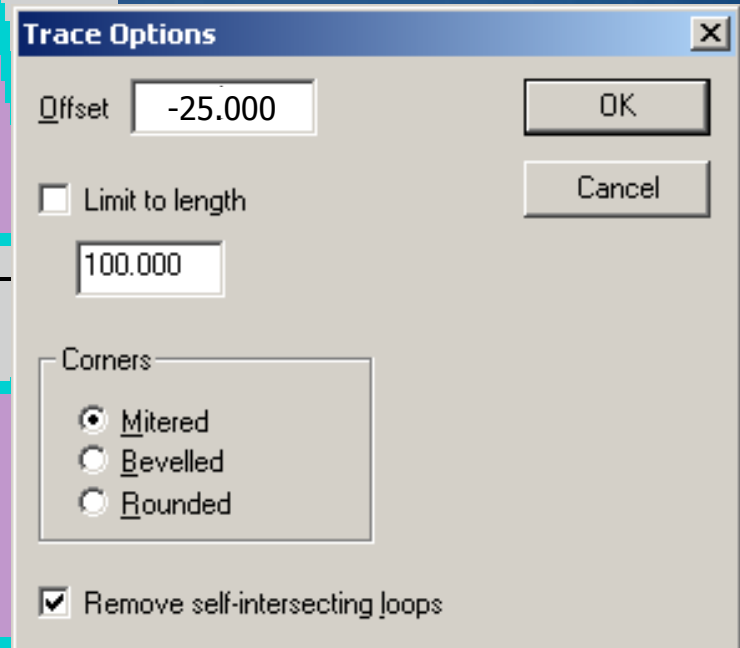 Trace Options
Offset -25.000
OK
Limit to length
Cancel
100.000
Corners
Mitered
Bevelled
Rounded
Remove self-intersecting loops